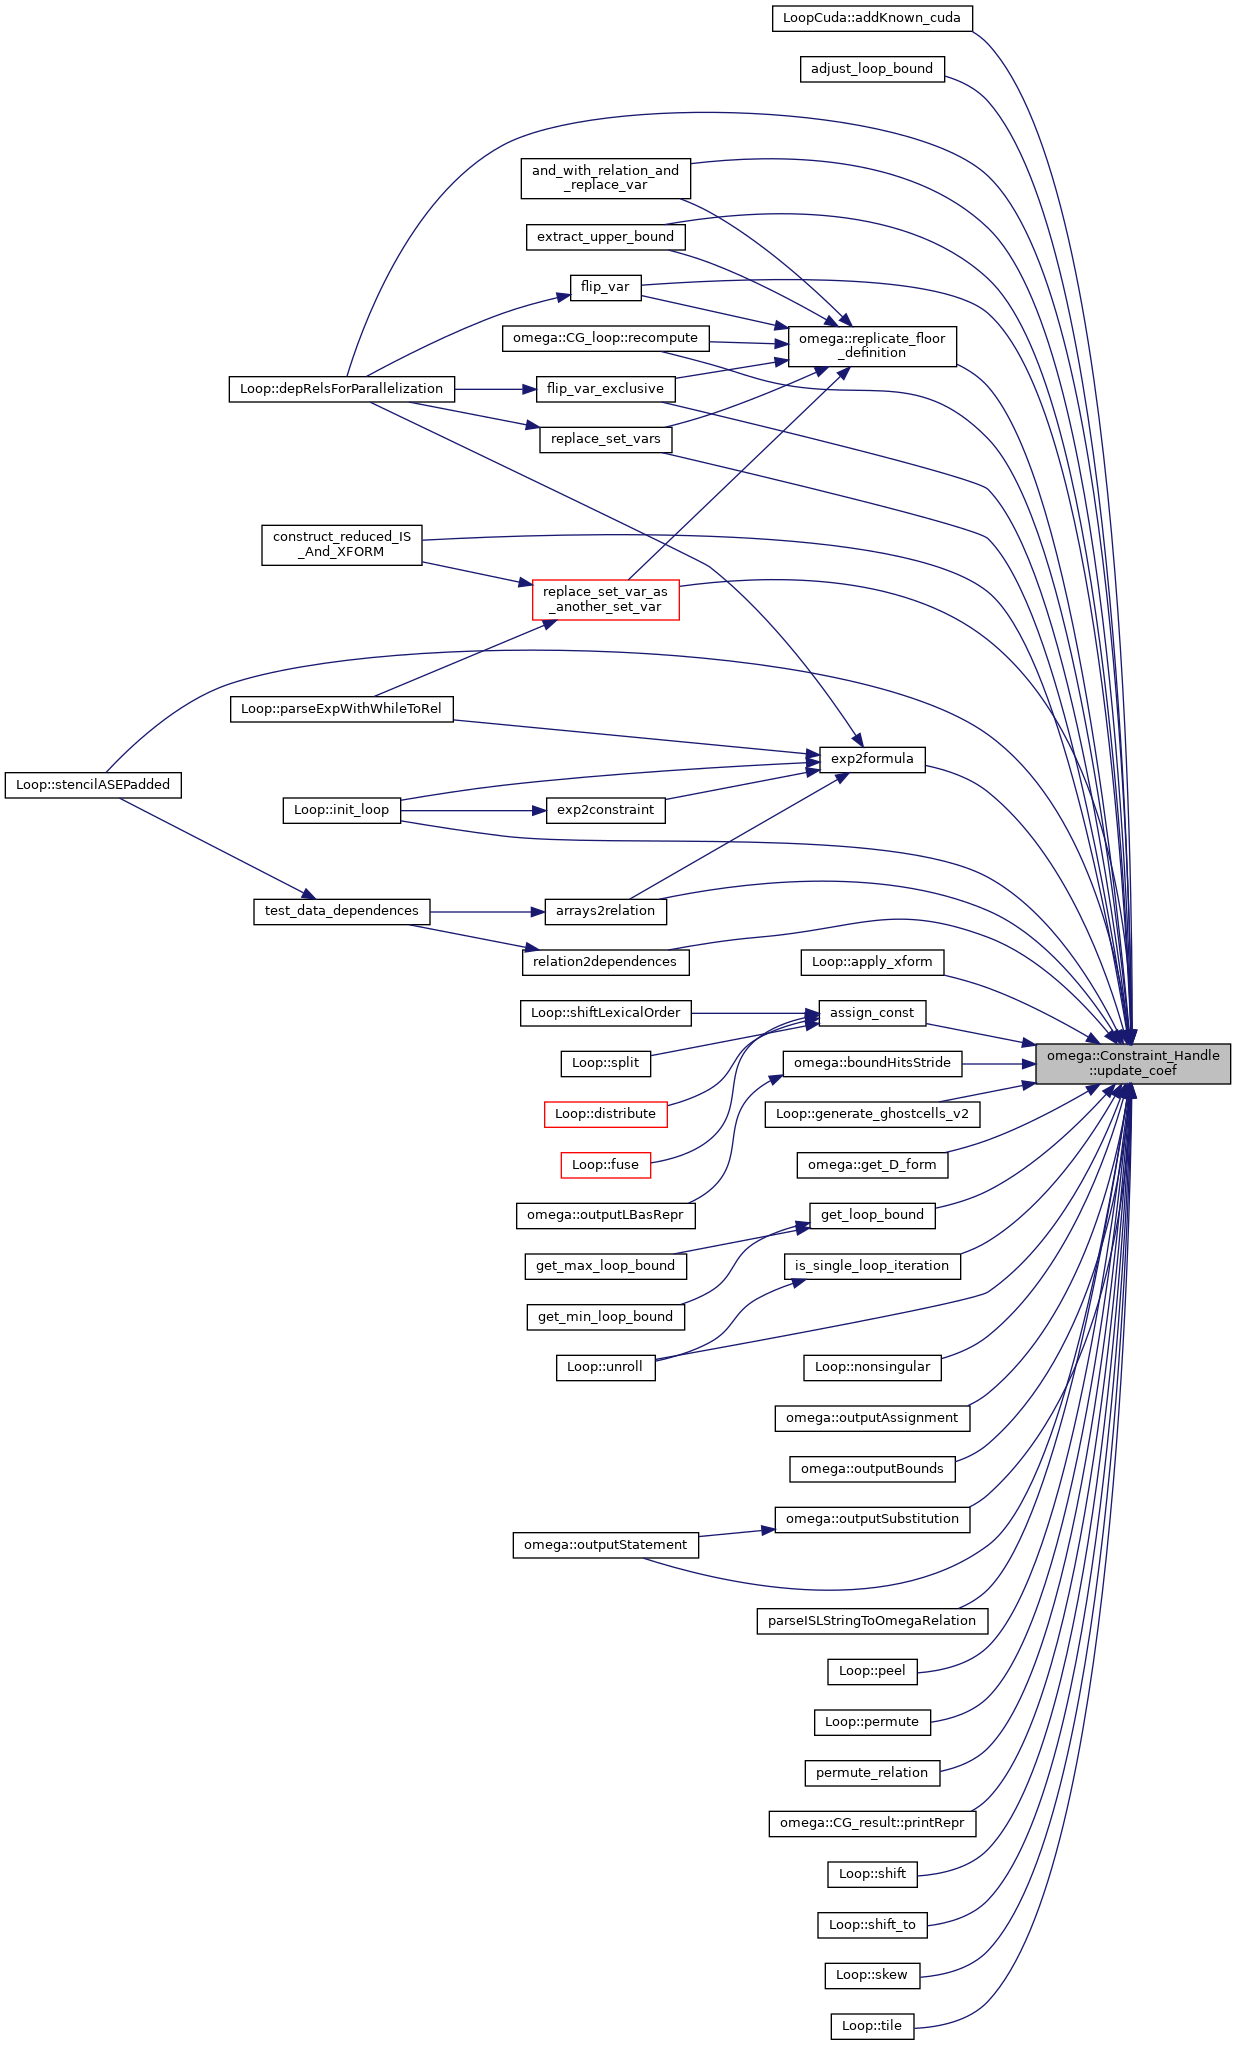 LoopCuda::addKnown_cuda
adjust_loop_bound
and_with_relation_and
_replace_var
extract_upper_bound
flip_var
omega::CG_loop::recompute
omega::replicate_floor
_definition
Loop::depRelsForParallelization
flip_var_exclusive
replace_set_vars
construct_reduced_IS
_And_XFORM
replace_set_var_as
_another_set_var
Loop::parseExpWithWhileToRel
exp2formula
Loop::stencilASEPadded
Loop::init_loop
exp2constraint
test_data_dependences
arrays2relation
relation2dependences
Loop::apply_xform
Loop::shiftLexicalOrder
assign_const
Loop::split
omega::boundHitsStride
omega::Constraint_Handle
::update_coef
Loop::distribute
Loop::generate_ghostcells_v2
Loop::fuse
omega::get_D_form
omega::outputLBasRepr
get_loop_bound
get_max_loop_bound
is_single_loop_iteration
get_min_loop_bound
Loop::unroll
Loop::nonsingular
omega::outputAssignment
omega::outputBounds
omega::outputSubstitution
omega::outputStatement
parseISLStringToOmegaRelation
Loop::peel
Loop::permute
permute_relation
omega::CG_result::printRepr
Loop::shift
Loop::shift_to
Loop::skew
Loop::tile